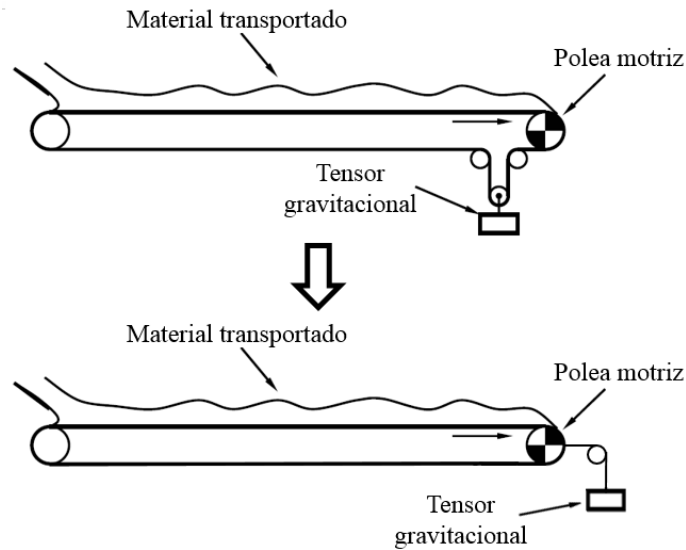 Material transportado
Polea motriz
Tensor
gravitacional
Material transportado
Polea motriz
Tensor
gravitacional